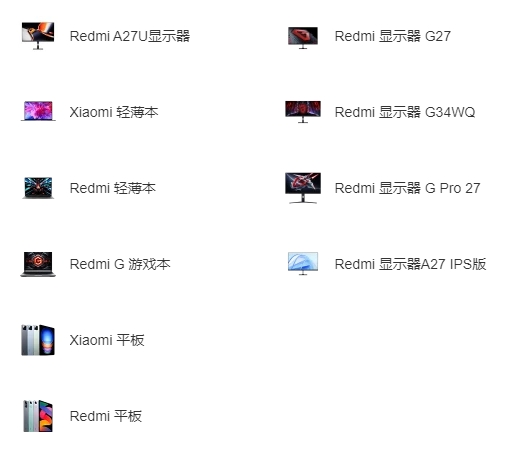 Redmi A27U显示器
Xiaomi 轻薄本
Redmi 轻薄本
Redmi G 游戏本
Xiaomi 平板
Redmi 平板
Redmi 显示器 G27
Redmi 显示器 G34WQ
Redmi 显示器 G Pro 27
Redmi 显示器A27 IPS版